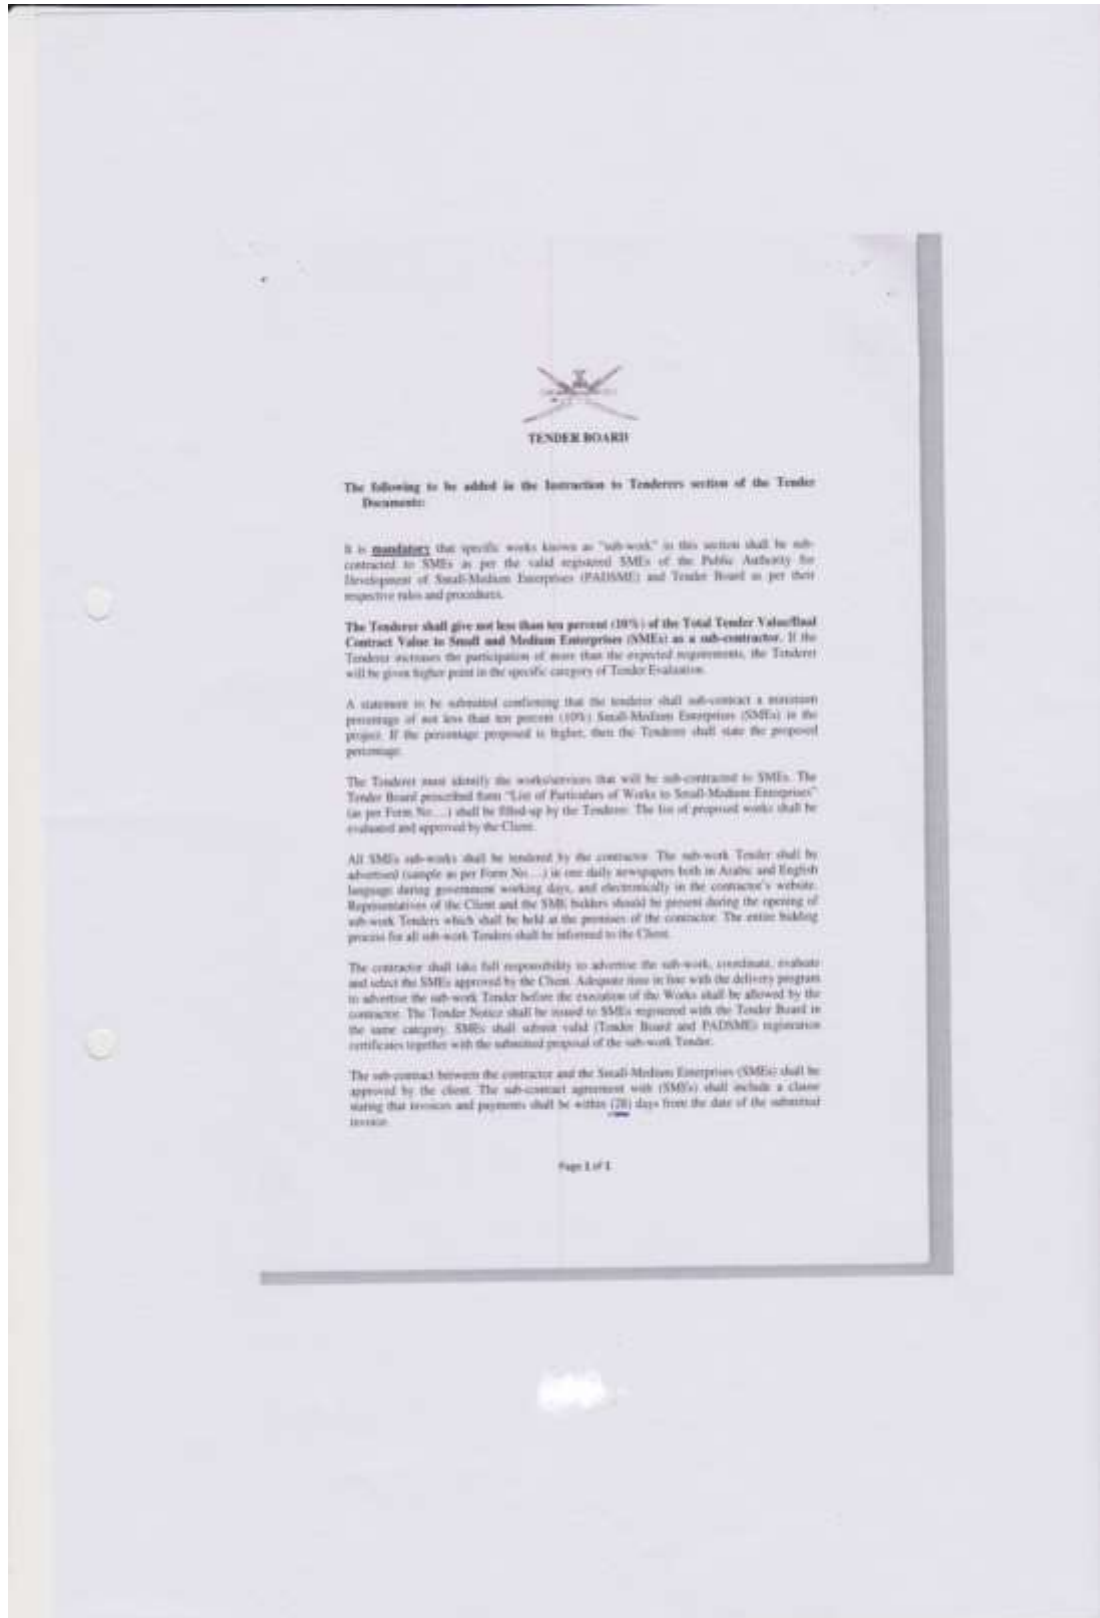 TENDER BOARD
The following to be added in the Instruction to Tenderers section of the Tender
Documents:
It is mandatory that specific works known as "sub-work" in this section shall be sub-
contracted to SMEs as per the valid registered SMEs of the Public Authority for
Development of Small-Medium Enterprises (PADSME) and Tender Board as per their
respective rules and procedures.
The Tenderer shall give not less than ten percent (10%) of the Total Tender Value/final
Contract Value to Small and Medium Enterprises (SMEs) as a sub-contractor. If the
Tenderer increases the participation of more than the expected requirements, the Tenderer
will be given higher point in the specific category of Tender Evaluation.
A statement to be submitted confirming that the tenderer shall sub-contract a minimum
percentage of not less than ten percent (10%) Small-Medium Enterprises (SMEs) in the
project. If the percentage proposed is higher, then the Tenderer shall state the proposed
percentage.
The Tenderer must identify the works/services that will be sub-contracted to SMEs. The
Tender Board prescribed form "List of Particulars of Works to Small-Medium Enterprises"
(as per Form No....) shall be filled-up by the Tenderer. The list of proposed works shall be
evaluated and approved by the Client.
All SMEs sub-works shall be tendered by the contractor. The sub-work Tender shall be
advertised (sample as per Form No....) in one daily newspapers both in Arabic and English
language during government working days, and electronically in the contractor's website.
Representatives of the Client and the SME bidders should be present during the opening of
sub-work Tenders which shall be held at the premises of the contractor. The entire bidding
process for all sub-work Tenders shall be informed to the Client.
The contractor shall take full responsibility to advertise the sub-work, coordinate, evaluate
and select the SMEs approved by the Client. Adequate time in line with the delivery program
to advertise the sub-work Tender before the execution of the Works shall be allowed by the
contractor. The Tender Notice shall be issued to SMEs registered with the Tender Board in
the same category. SMEs shall submit valid (Tender Board and PADSME) registration
certificates together with the submitted proposal of the sub-work Tender.
The sub-contract between the contractor and the Small-Medium Enterprises (SMEs) shall be
approved by the client. The sub-contract agreement with (SMEs) shall include a clause
stating that invoices and payments shall be within (28) days from the date of the submitted
invoice.
Page 1 of 1